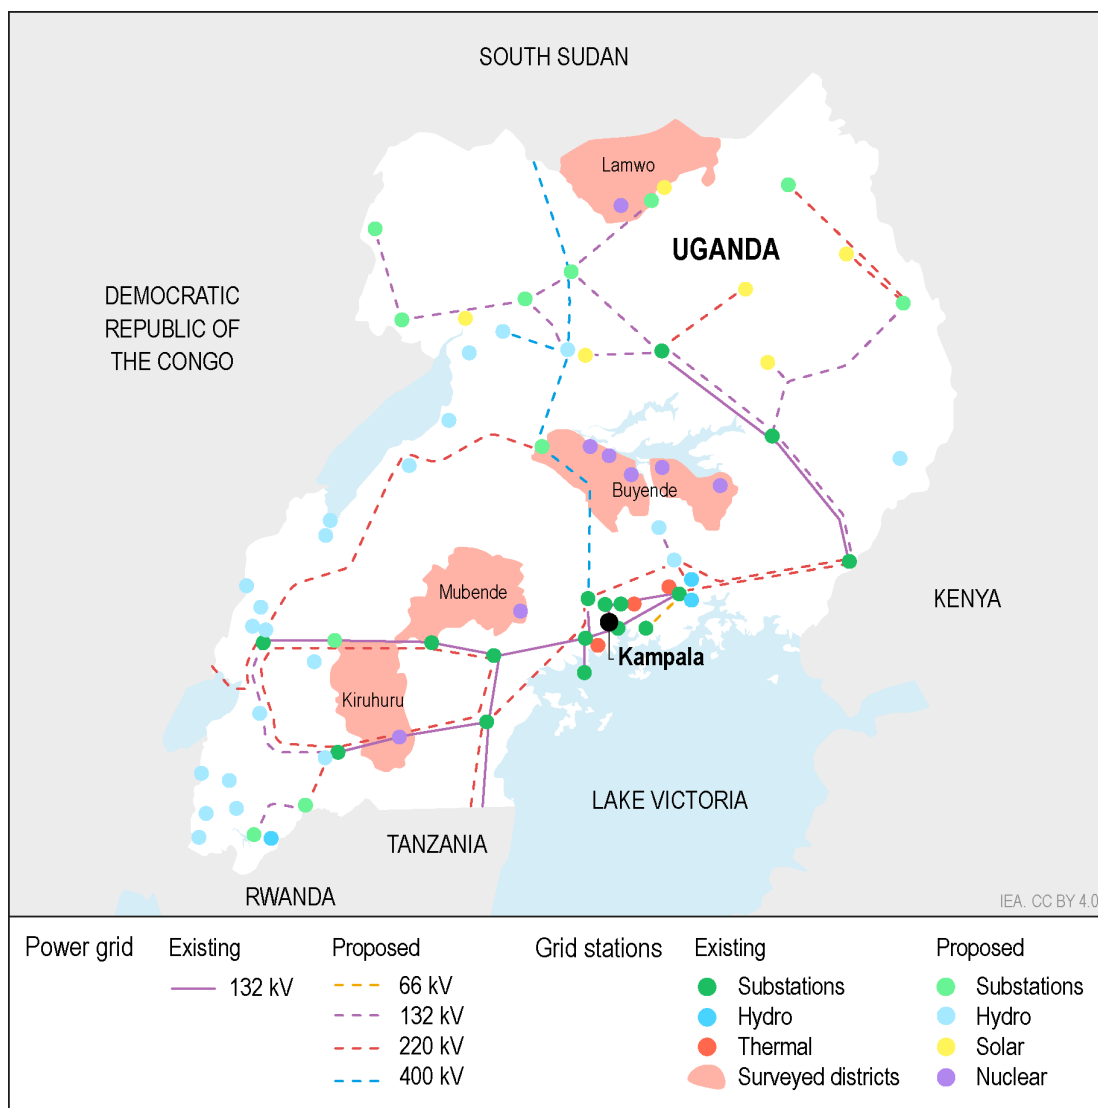 SOUTH SUDAN
Lamwo
UGANDA
DEMOCRATIC
REPUBLIC OF
THE CONGO
Buyende
Mubende
KENYA
Kampala
Kiruhuru
LAKE VICTORIA
TANZANIA
RWANDA
IEA. CC BY 4.0
Power grid
Existing
132 kV
Proposed
66 kV
132 kV
220 kV
400 kV
Grid stations
Existing
Substations
Hydro
Thermal
Surveyed districts
Proposed
Substations
Hydro
Solar
Nuclear